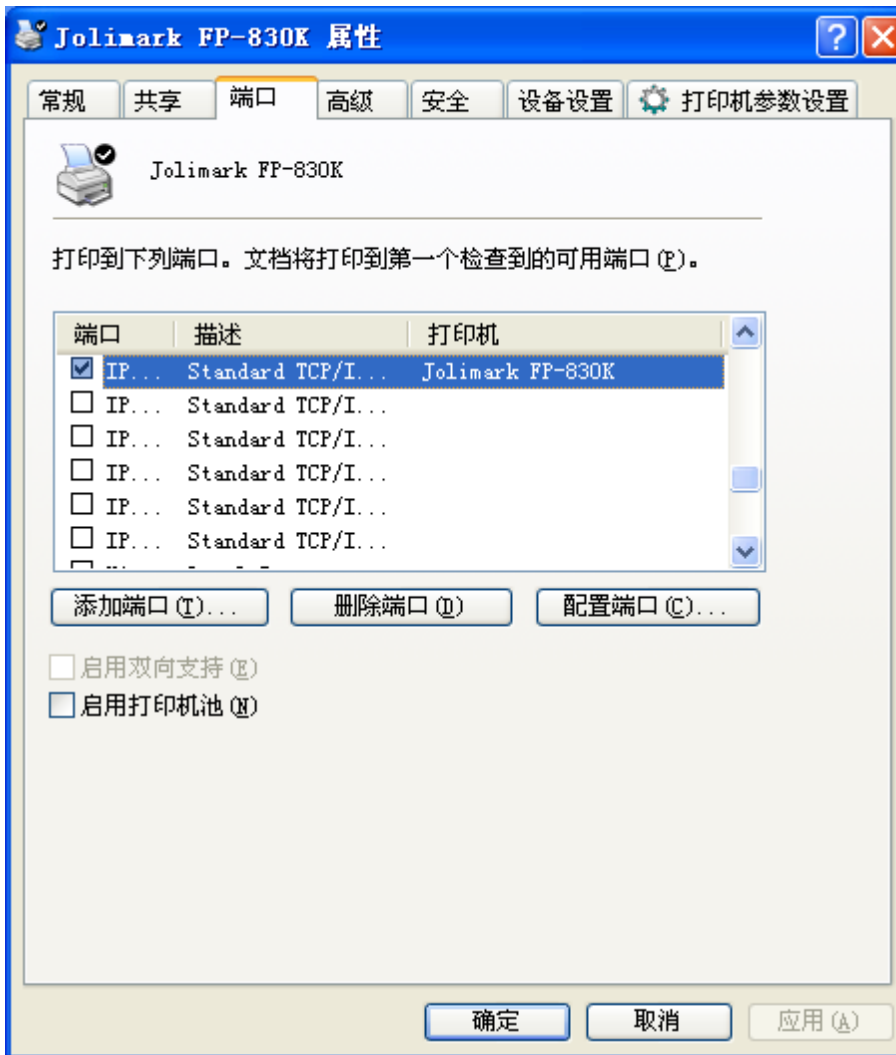 Jolimark FP-830K 属性
常规 共享 端口 高级 安全 设备设置 打印机参数设置
Jolimark FP-830K
打印到下列端口。文档将打印到第一个检查到的可用端口(P)。
端口 描述 打印机
IP... Standard TCP/I... Jolimark FP-830K
IP... Standard TCP/I...
IP... Standard TCP/I...
IP... Standard TCP/I...
IP... Standard TCP/I...
IP... Standard TCP/I...
添加端口(T)... 删除端口(D) 配置端口(C)...
启用双向支持(E)
启用打印机池(N)
确定 取消 应用(A)